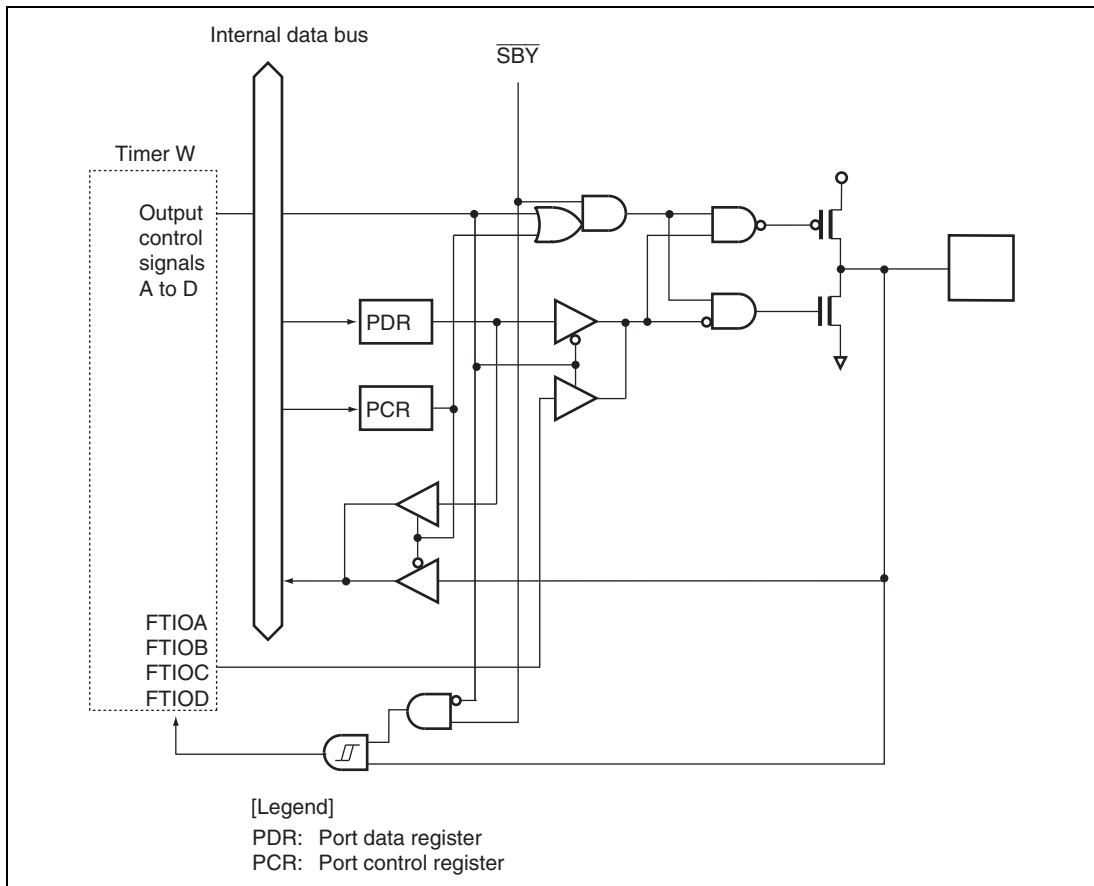 Internal data bus
SBY
Timer W
Output
control
signals
A to D
PDR
PCR
FTIOA
FTIOB
FTIOC
FTIOD
[Legend]
PDR: Port data register
PCR: Port control register